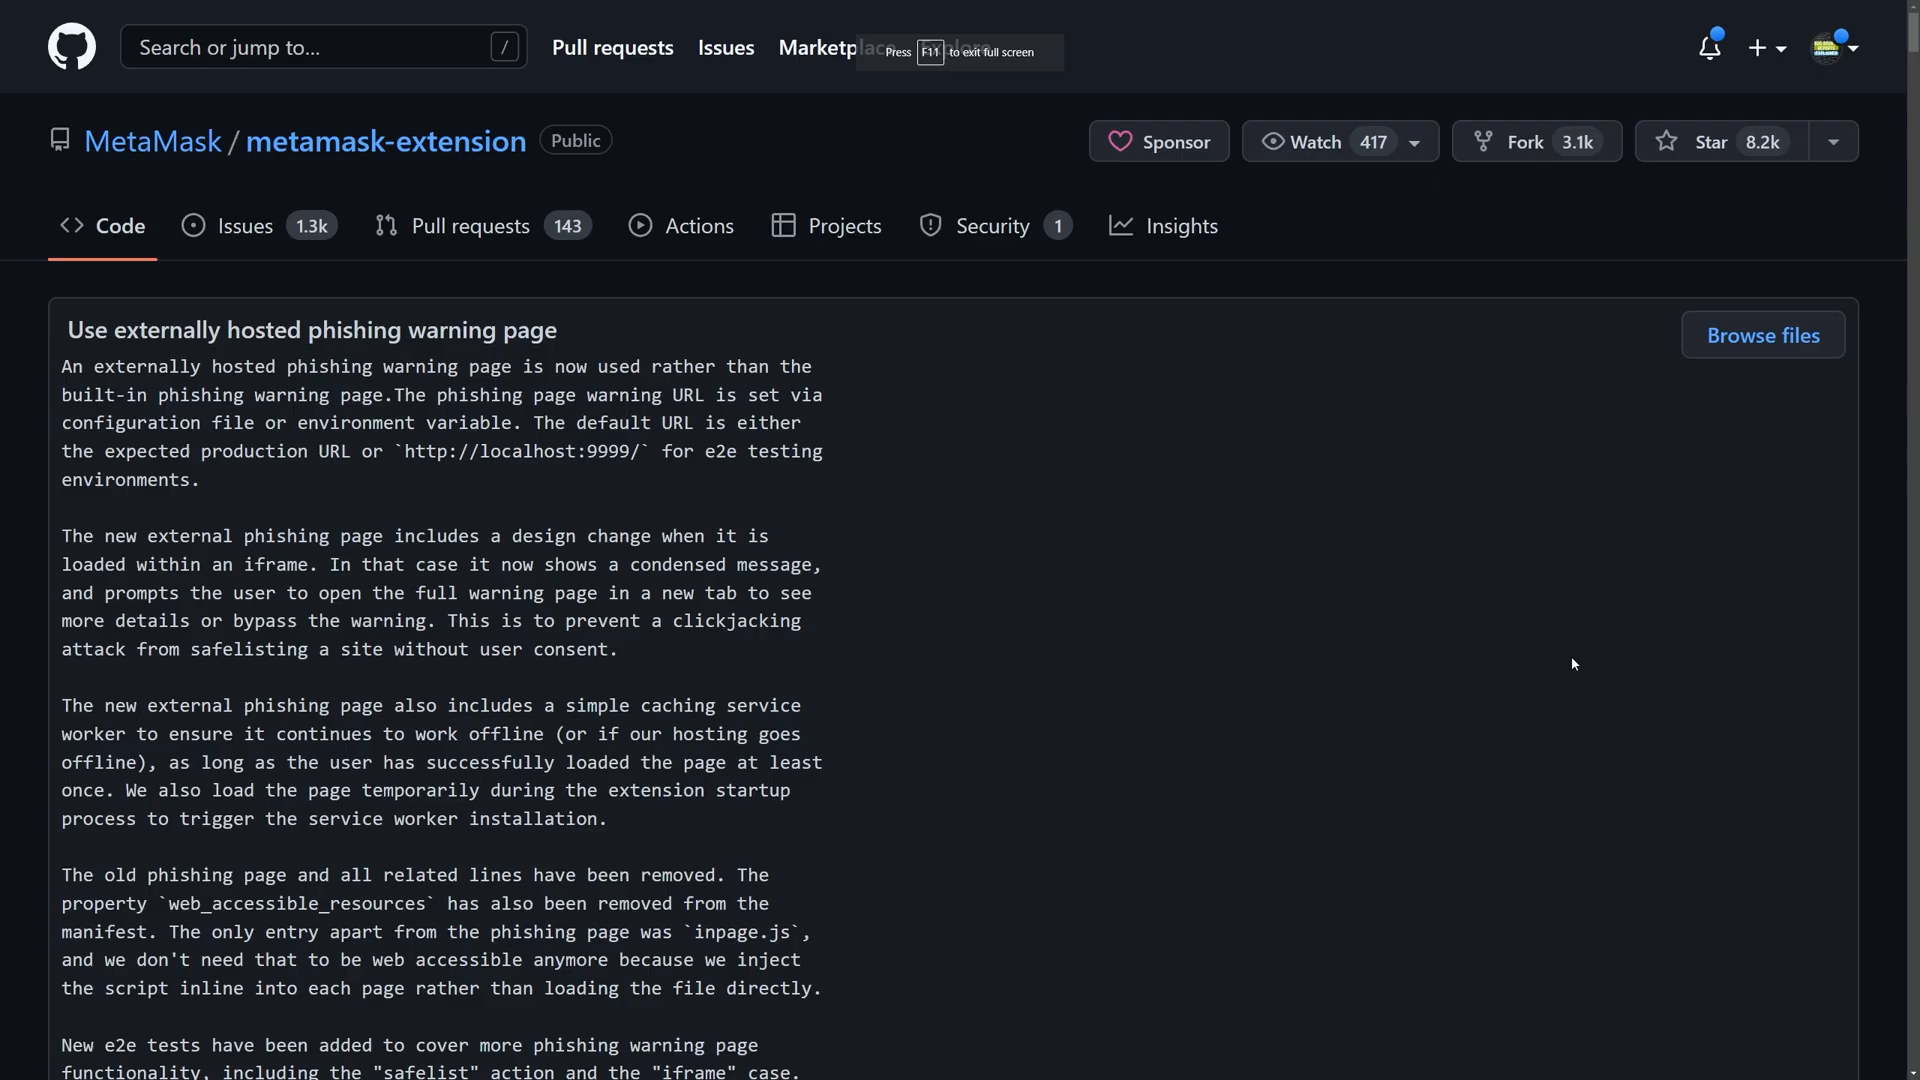 Search or jump to...
/
Pull requests
Issues
Marketplace
Explore
Press F11 to exit full screen
MetaMask / metamask-extension
Public
Sponsor
Watch 417
Fork 3.1k
Star 8.2k
Code
Issues 1.3k
Pull requests 143
Actions
Projects
Security 1
Insights
Use externally hosted phishing warning page
Browse files
An externally hosted phishing warning page is now used rather than the
built-in phishing warning page.The phishing page warning URL is set via
configuration file or environment variable. The default URL is either
the expected production URL or `http://localhost:9999/` for e2e testing
environments.
The new external phishing page includes a design change when it is
loaded within an iframe. In that case it now shows a condensed message,
and prompts the user to open the full warning page in a new tab to see
more details or bypass the warning. This is to prevent a clickjacking
attack from safelisting a site without user consent.
The new external phishing page also includes a simple caching service
worker to ensure it continues to work offline (or if our hosting goes
offline), as long as the user has successfully loaded the page at least
once. We also load the page temporarily during the extension startup
process to trigger the service worker installation.
The old phishing page and all related lines have been removed. The
property `web_accessible_resources` has also been removed from the
manifest. The only entry apart from the phishing page was `inpage.js`,
and we don't need that to be web accessible anymore because we inject
the script inline into each page rather than loading the file directly.
New e2e tests have been added to cover more phishing warning page
functionality, including the "safelist" action and the "iframe" case.